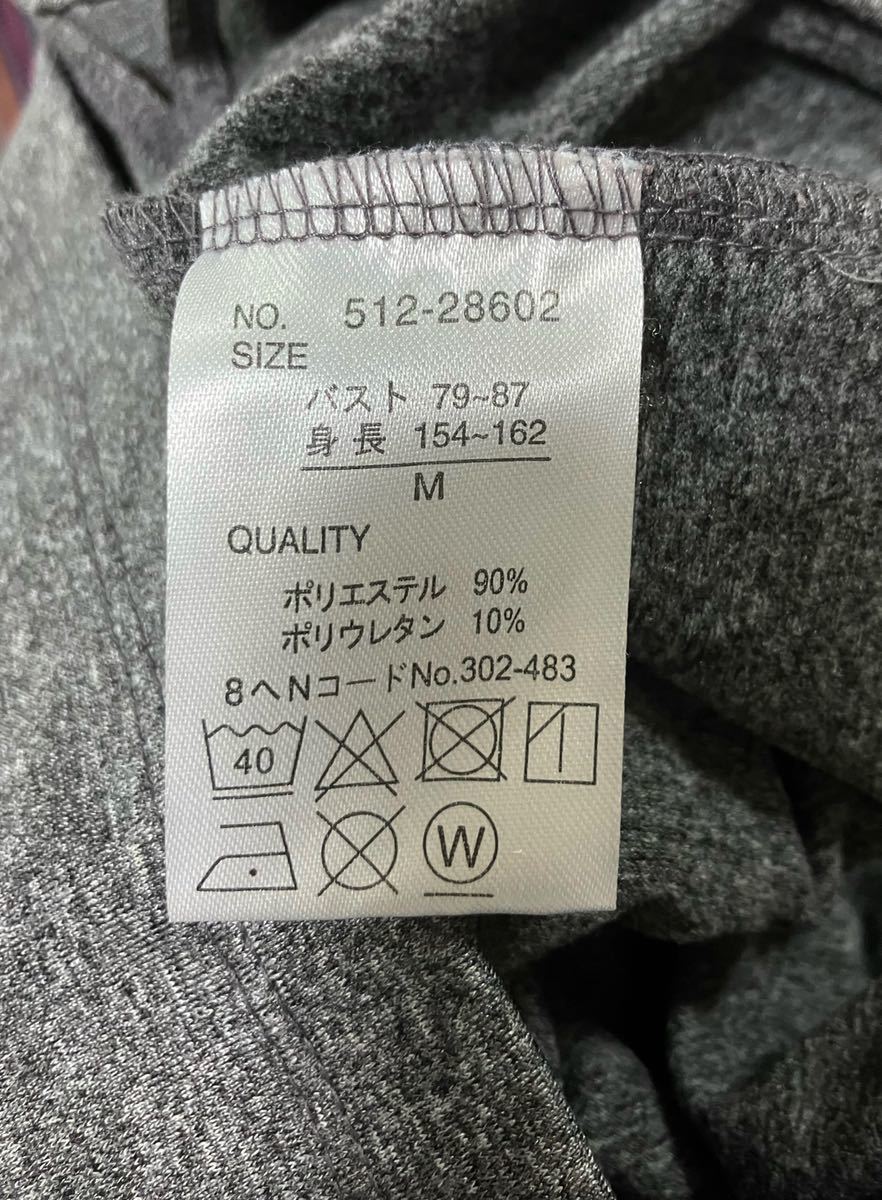 NO. 512-28602
SIZE
バスト 79~87
身長 154~162
M
QUALITY
ポリエステル 90%
ポリウレタン 10%
8ヘNコードNo.302-483
40
W